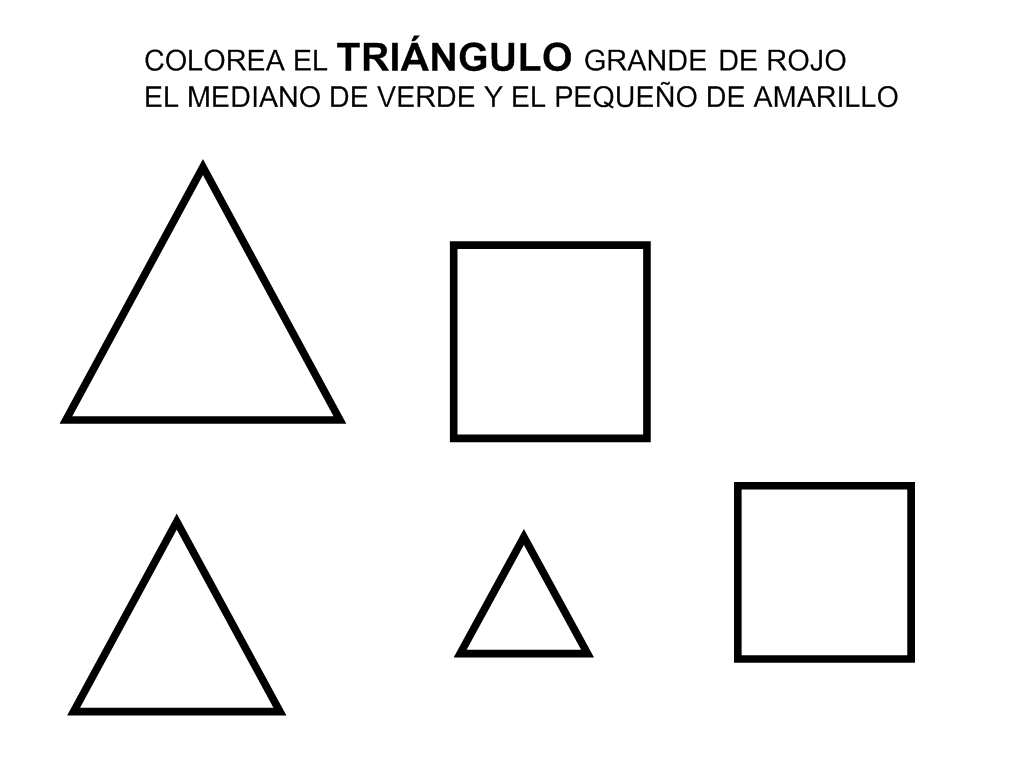 COLOREA EL TRIÁNGULO GRANDE DE ROJO
EL MEDIANO DE VERDE Y EL PEQUEÑO DE AMARILLO